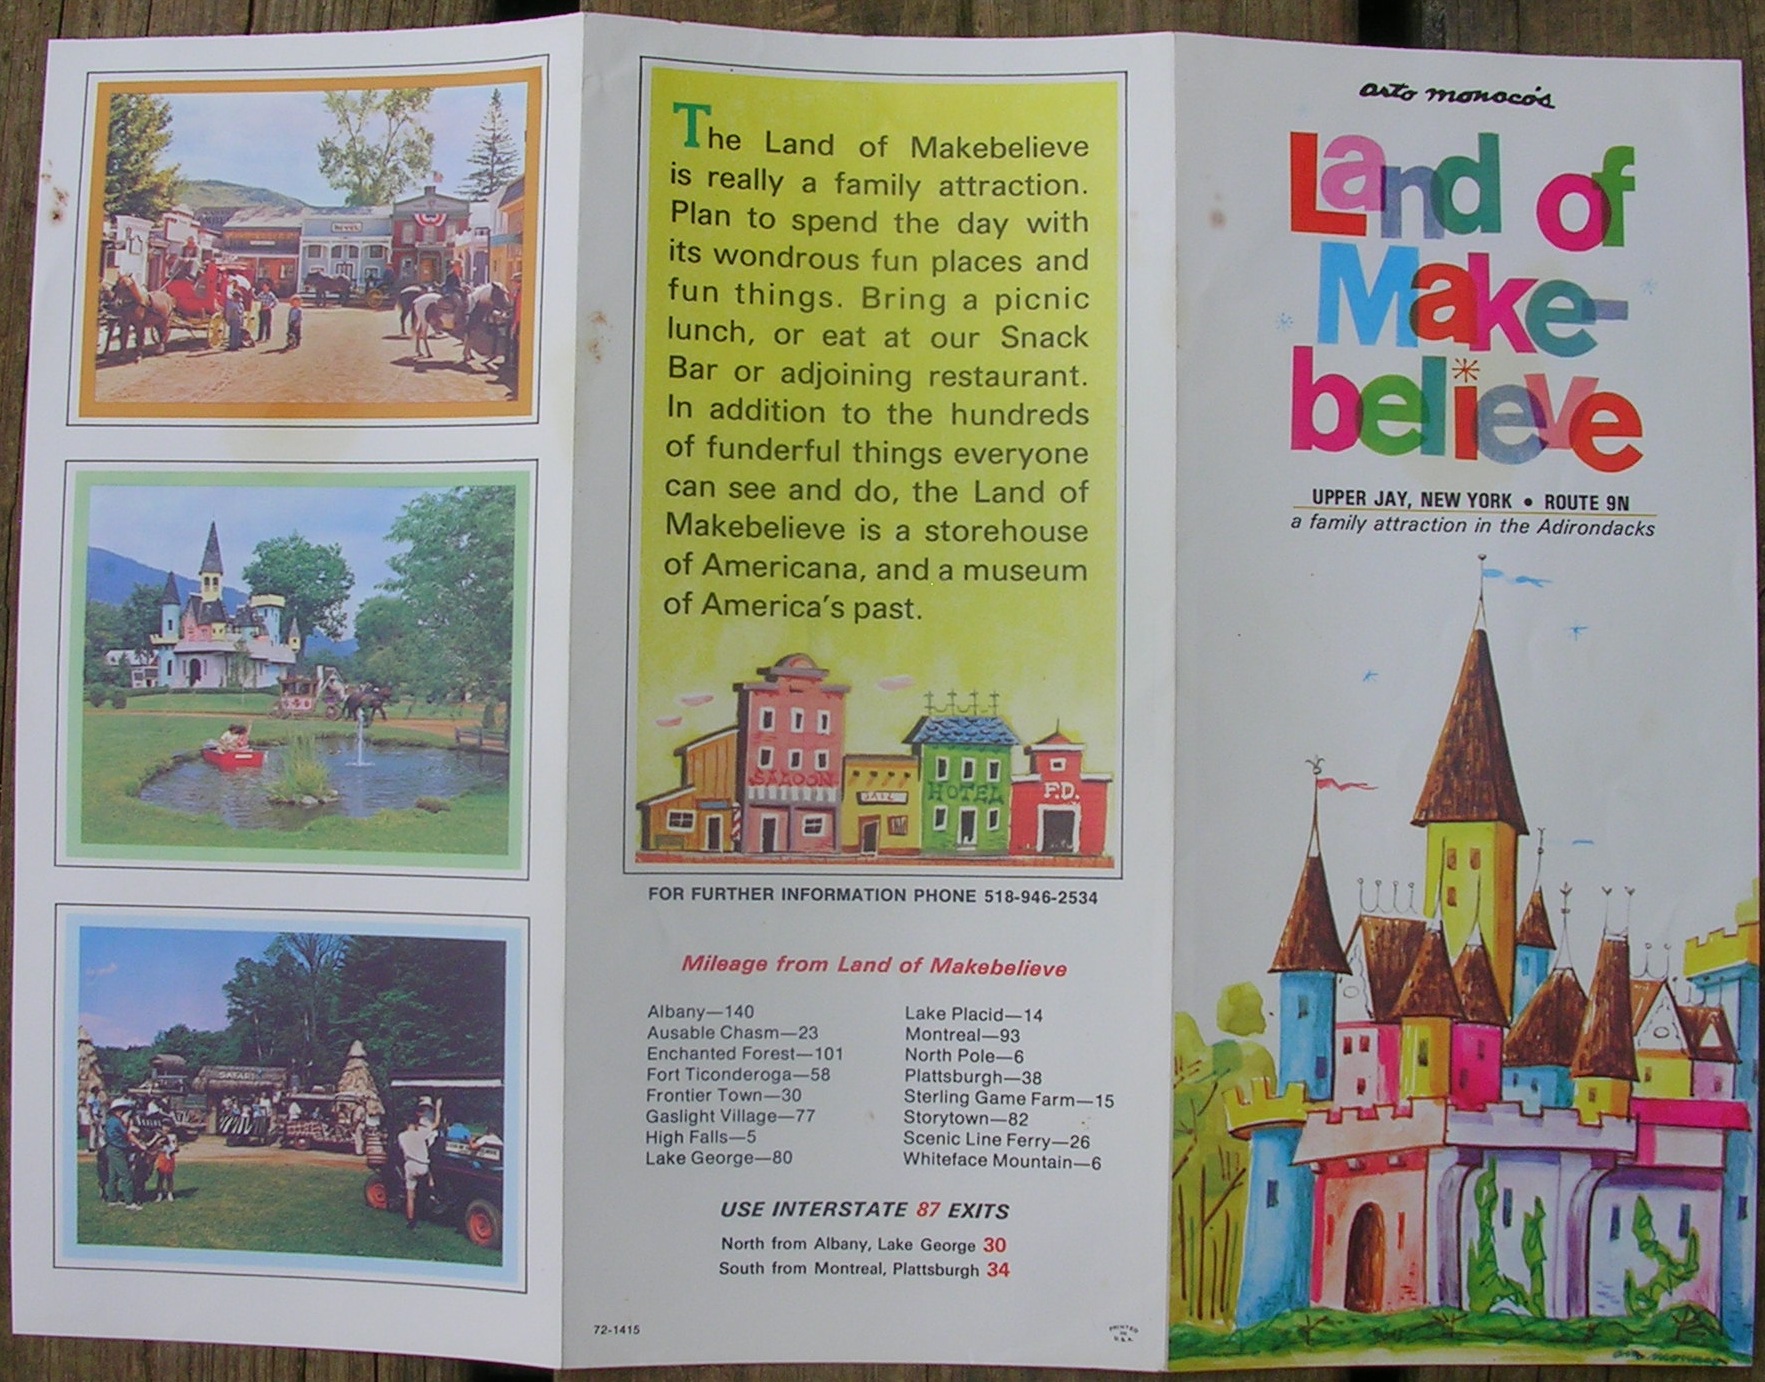 HOTEL
SAFARI
The Land of Makebelieve
is really a family attraction.
Plan to spend the day with
its wondrous fun places and
fun things. Bring a picnic
lunch, or eat at our Snack
Bar or adjoining restaurant.
In addition to the hundreds
of funderful things everyone
can see and do, the Land of
Makebelieve is a storehouse
of Americana, and a museum
of America's past.
SALOON
JAIL
HOTEL
F.D.
FOR FURTHER INFORMATION PHONE 518-946-2534
Mileage from Land of Makebelieve
Albany—140
Ausable Chasm—23
Enchanted Forest—101
Fort Ticonderoga—58
Frontier Town—30
Gaslight Village—77
High Falls—5
Lake George—80
Lake Placid—14
Montreal—93
North Pole—6
Plattsburgh—38
Sterling Game Farm—15
Storytown—82
Scenic Line Ferry—26
Whiteface Mountain—6
USE INTERSTATE 87 EXITS
North from Albany, Lake George 30
South from Montreal, Plattsburgh 34
72-1415
PRINTED
IN
U.S.A.
arto monaco's
Land of
Make-
believe
UPPER JAY, NEW YORK • ROUTE 9N
a family attraction in the Adirondacks
arto monaco